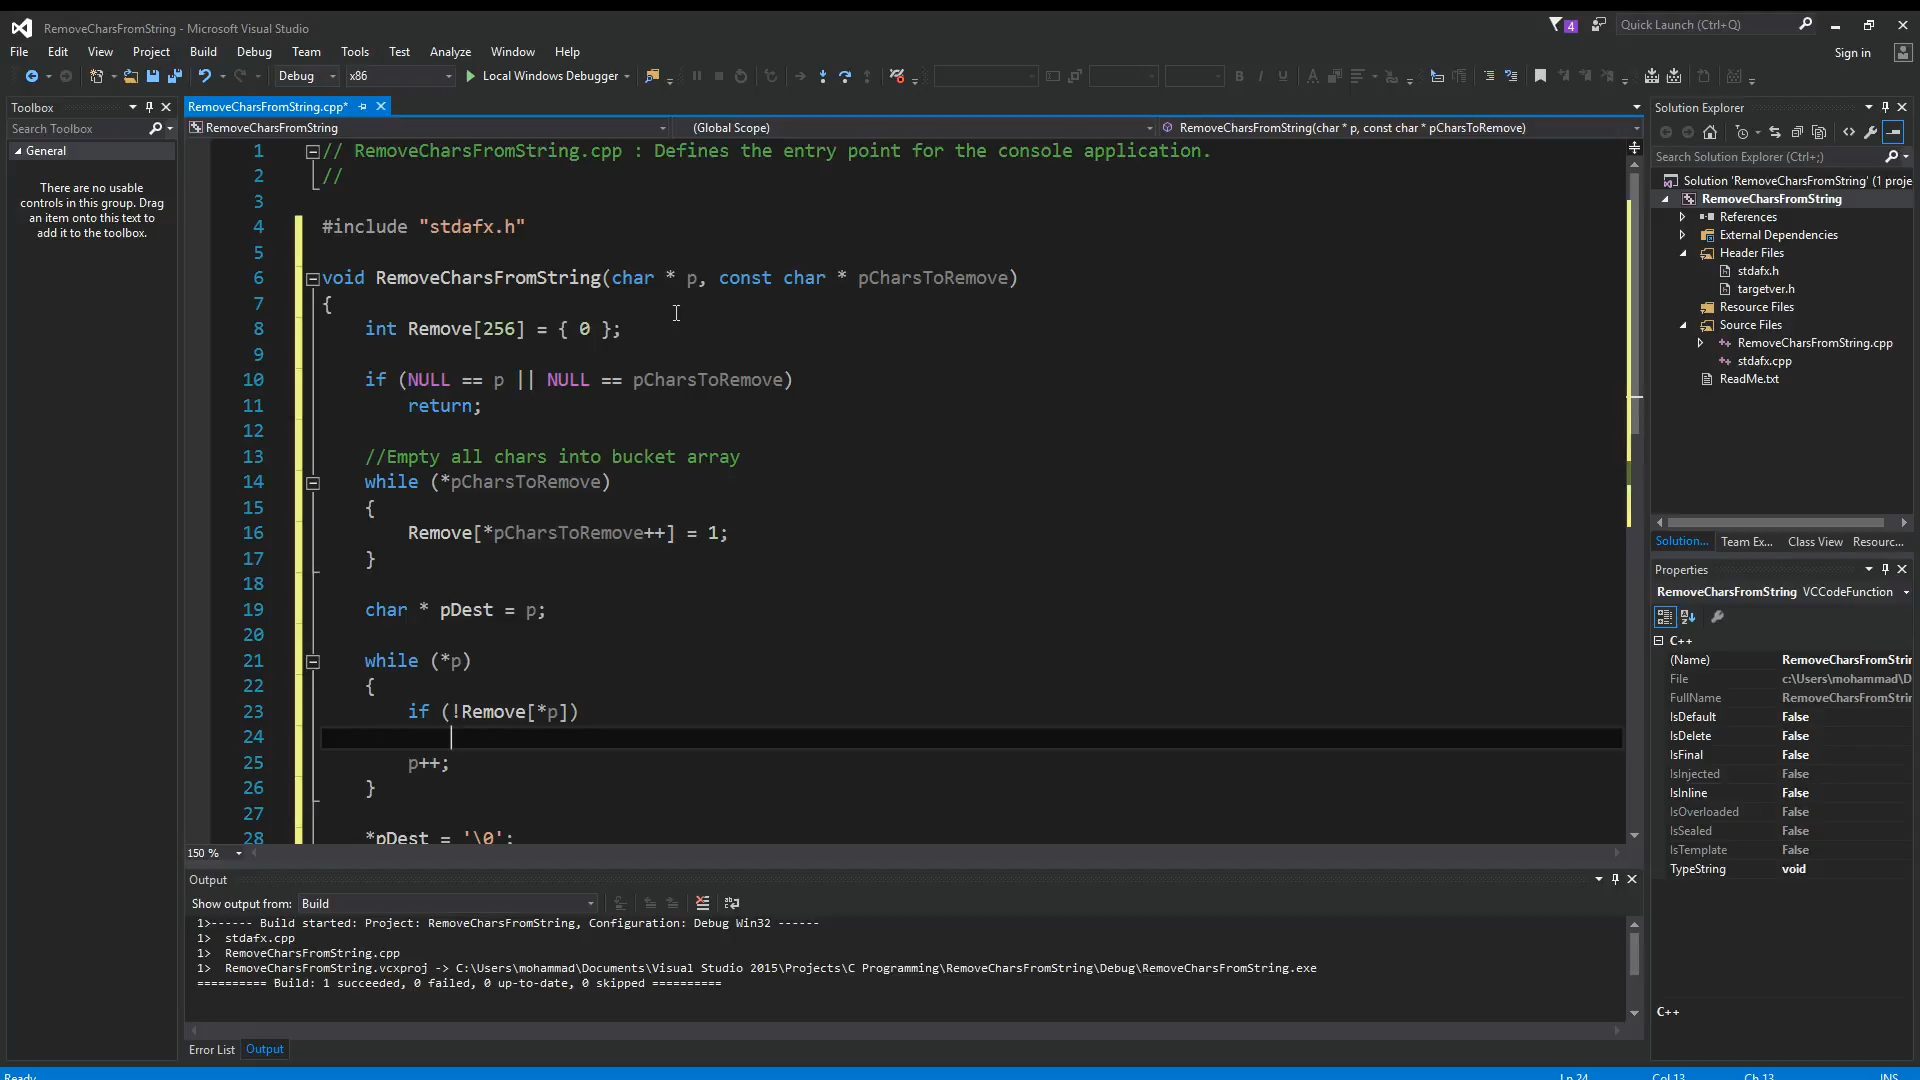 RemoveCharsFromString - Microsoft Visual Studio
4
Quick Launch (Ctrl+Q)
File Edit View Project Build Debug Team Tools Test Analyze Window Help
Sign in
Debug x86 Local Windows Debugger
Toolbox
Search Toolbox
General
There are no usable
controls in this group. Drag
an item onto this text to
add it to the toolbox.
RemoveCharsFromString.cpp*
RemoveCharsFromString (Global Scope) RemoveCharsFromString(char * p, const char * pCharsToRemove)
1 // RemoveCharsFromString.cpp : Defines the entry point for the console application.
2 //
3
4 #include "stdafx.h"
5
6 void RemoveCharsFromString(char * p, const char * pCharsToRemove)
7 {
8 int Remove[256] = { 0 };
9
10 if (NULL == p || NULL == pCharsToRemove)
11 return;
12
13 //Empty all chars into bucket array
14 while (*pCharsToRemove)
15 {
16 Remove[*pCharsToRemove++] = 1;
17 }
18
19 char * pDest = p;
20
21 while (*p)
22 {
23 if (!Remove[*p])
24
25 p++;
26 }
27
28 *pDest = '\0';
150 %
Output
Show output from: Build
1>------ Build started: Project: RemoveCharsFromString, Configuration: Debug Win32 ------
1> stdafx.cpp
1> RemoveCharsFromString.cpp
1> RemoveCharsFromString.vcxproj -> C:\Users\mohammad\Documents\Visual Studio 2015\Projects\C Programming\RemoveCharsFromString\Debug\RemoveCharsFromString.exe
========== Build: 1 succeeded, 0 failed, 0 up-to-date, 0 skipped ==========
Error List Output
Solution Explorer
Search Solution Explorer (Ctrl+;)
Solution 'RemoveCharsFromString' (1 proje
RemoveCharsFromString
References
External Dependencies
Header Files
stdafx.h
targetver.h
Resource Files
Source Files
RemoveCharsFromString.cpp
stdafx.cpp
ReadMe.txt
Solution... Team Ex... Class View Resourc...
Properties
RemoveCharsFromString VCCodeFunction
C++
(Name) RemoveCharsFromStrin
File c:\Users\mohammad\D
FullName RemoveCharsFromStrin
IsDefault False
IsDelete False
IsFinal False
IsInjected False
IsInline False
IsOverloaded False
IsSealed False
IsTemplate False
TypeString void
C++
Ready Ln 24 Col 13 Ch 13 INS